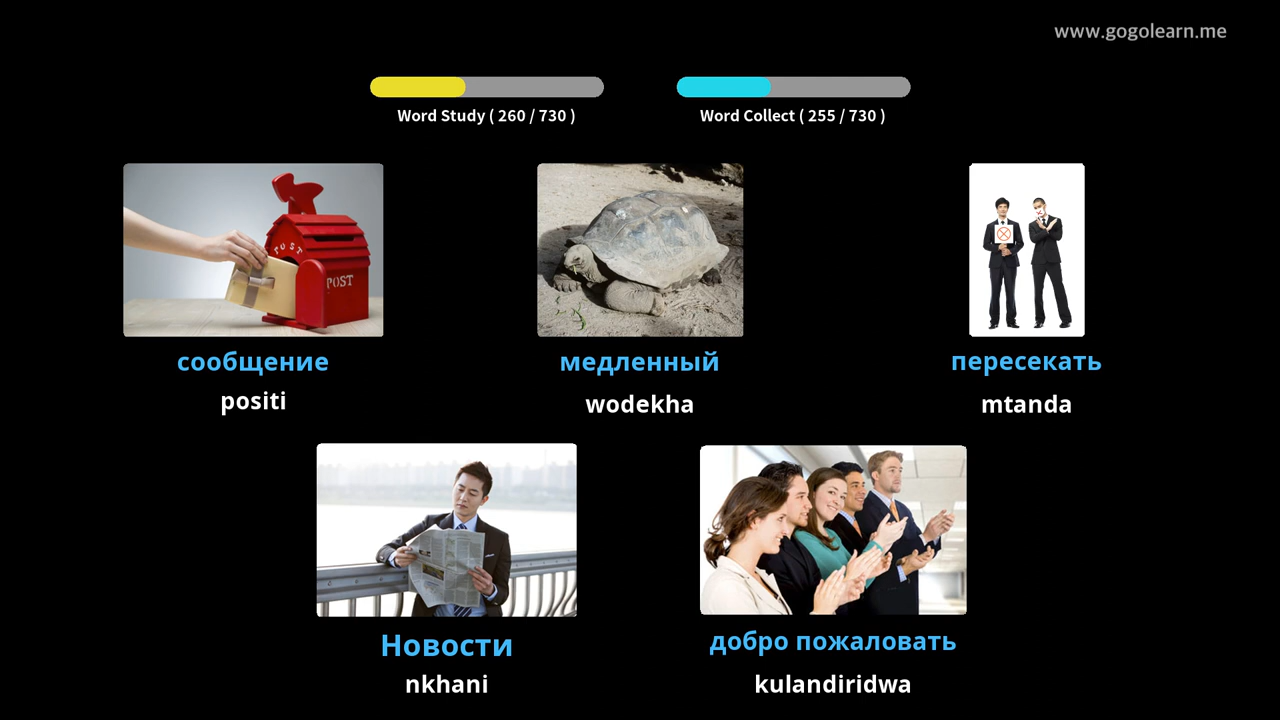 www.gogolearn.me
Word Study ( 260 / 730 )
Word Collect ( 255 / 730 )
POST
POST
сообщение
positi
медленный
wodekha
пересекать
mtanda
Новости
nkhani
добро пожаловать
kulandiridwa